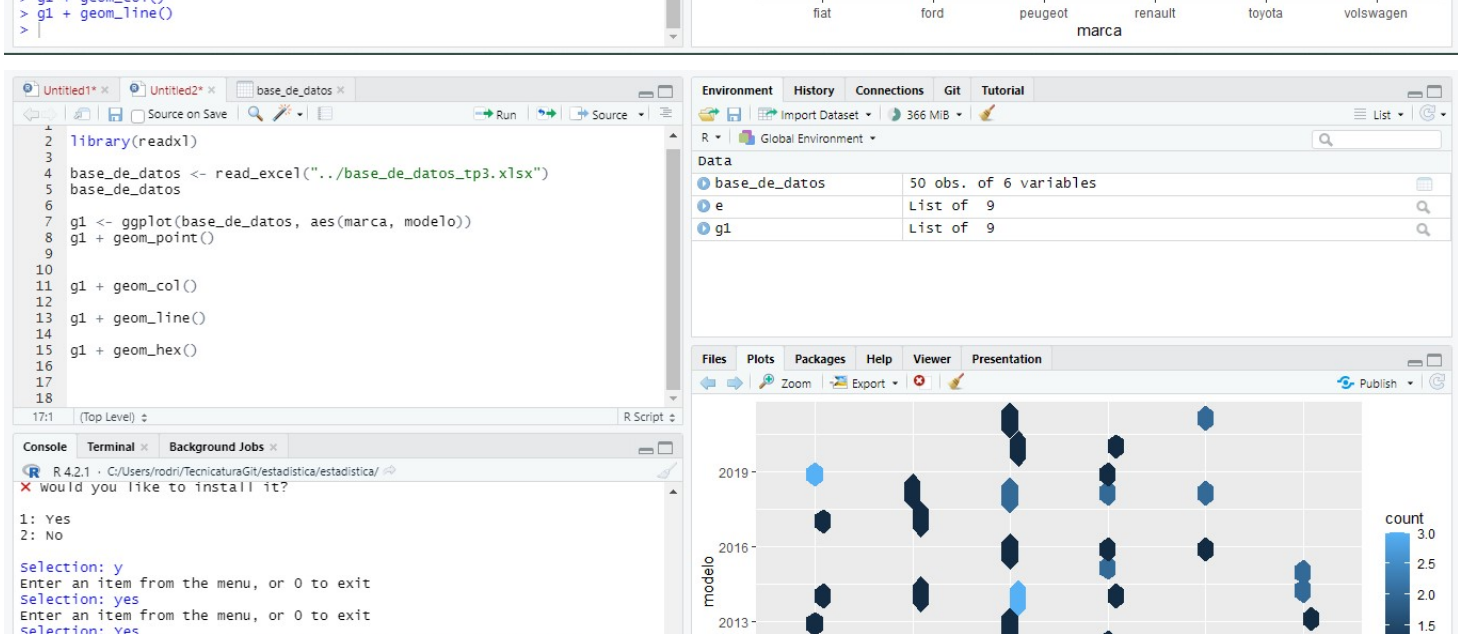 > g1 + geom_col()
> g1 + geom_line()
>
fiat ford peugeot renault toyota volswagen
marca
Untitled1* × Untitled2* × base_de_datos ×
Source on Save Run Source
1
2 library(readxl)
3
4 base_de_datos <- read_excel("../base_de_datos_tp3.xlsx")
5 base_de_datos
6
7 g1 <- ggplot(base_de_datos, aes(marca, modelo))
8 g1 + geom_point()
9
10
11 g1 + geom_col()
12
13 g1 + geom_line()
14
15 g1 + geom_hex()
16
17
18
17:1 (Top Level) R Script
Console Terminal × Background Jobs ×
R R 4.2.1 · C:/Users/rodri/TecnicaturaGit/estadistica/estadistica/
✕ Would you like to install it?
1: Yes
2: No
Selection: y
Enter an item from the menu, or 0 to exit
Selection: yes
Enter an item from the menu, or 0 to exit
Selection: Yes
Environment History Connections Git Tutorial
Import Dataset 366 MiB List
R Global Environment
Data
base_de_datos 50 obs. of 6 variables
e List of 9
g1 List of 9
Files Plots Packages Help Viewer Presentation
Zoom Export Publish
2019
2016
2013
modelo
count
3.0
2.5
2.0
1.5